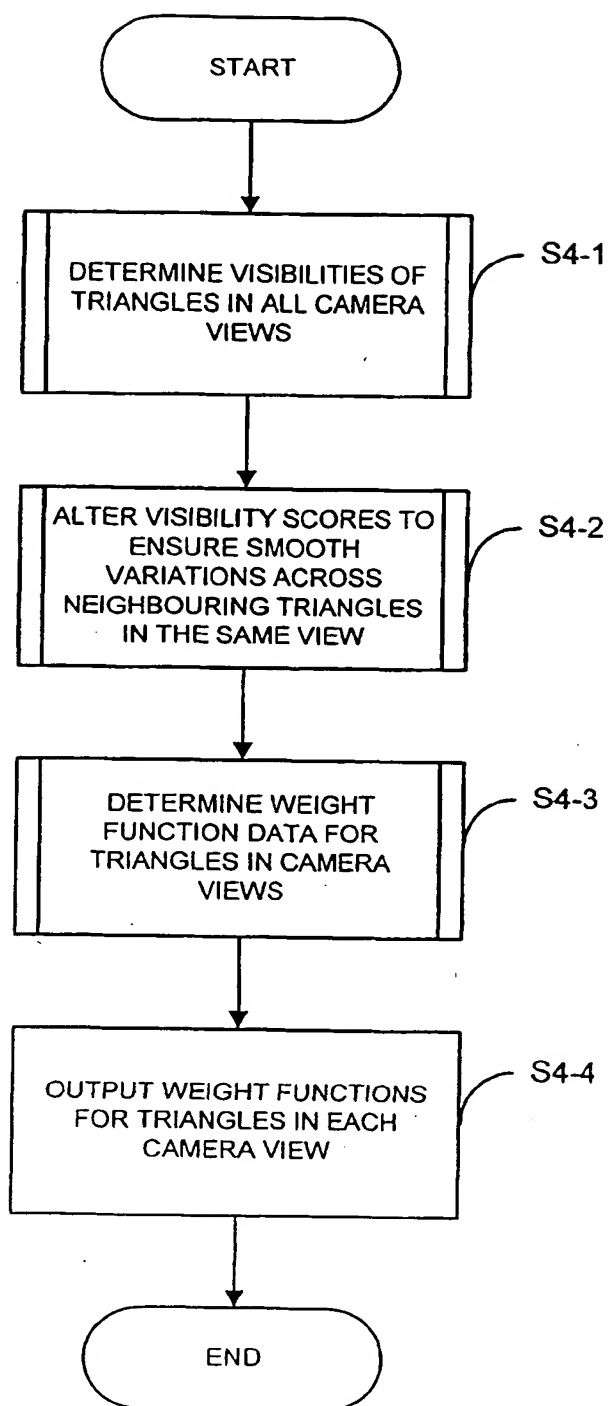 START
DETERMINE VISIBILITIES OF
TRIANGLES IN ALL CAMERA
VIEWS
S4-1
ALTER VISIBILITY SCORES TO
ENSURE SMOOTH
VARIATIONS ACROSS
NEIGHBOURING TRIANGLES
IN THE SAME VIEW
S4-2
DETERMINE WEIGHT
FUNCTION DATA FOR
TRIANGLES IN CAMERA
VIEWS
S4-3
OUTPUT WEIGHT FUNCTIONS
FOR TRIANGLES IN EACH
CAMERA VIEW
S4-4
END